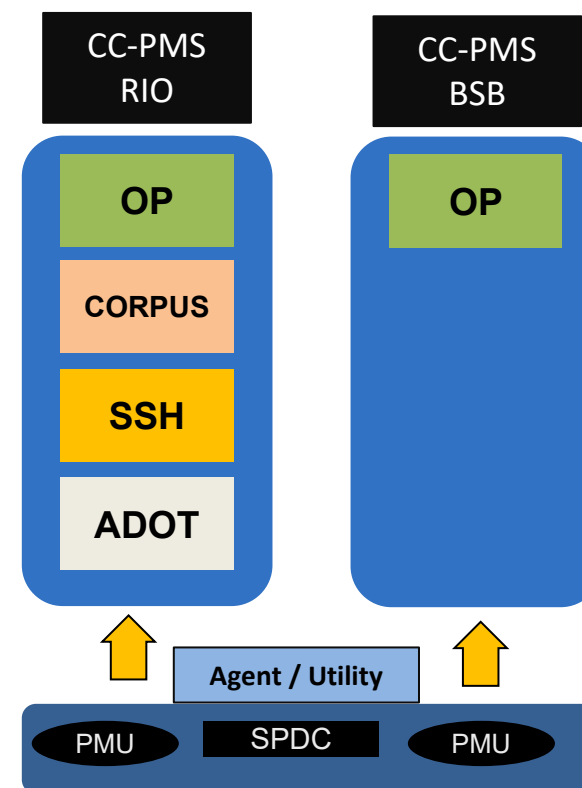 CC-PMS
RIO
CC-PMS
BSB
OP
CORPUS
SSH
ADOT
OP
Agent / Utility
PMU
SPDC
PMU